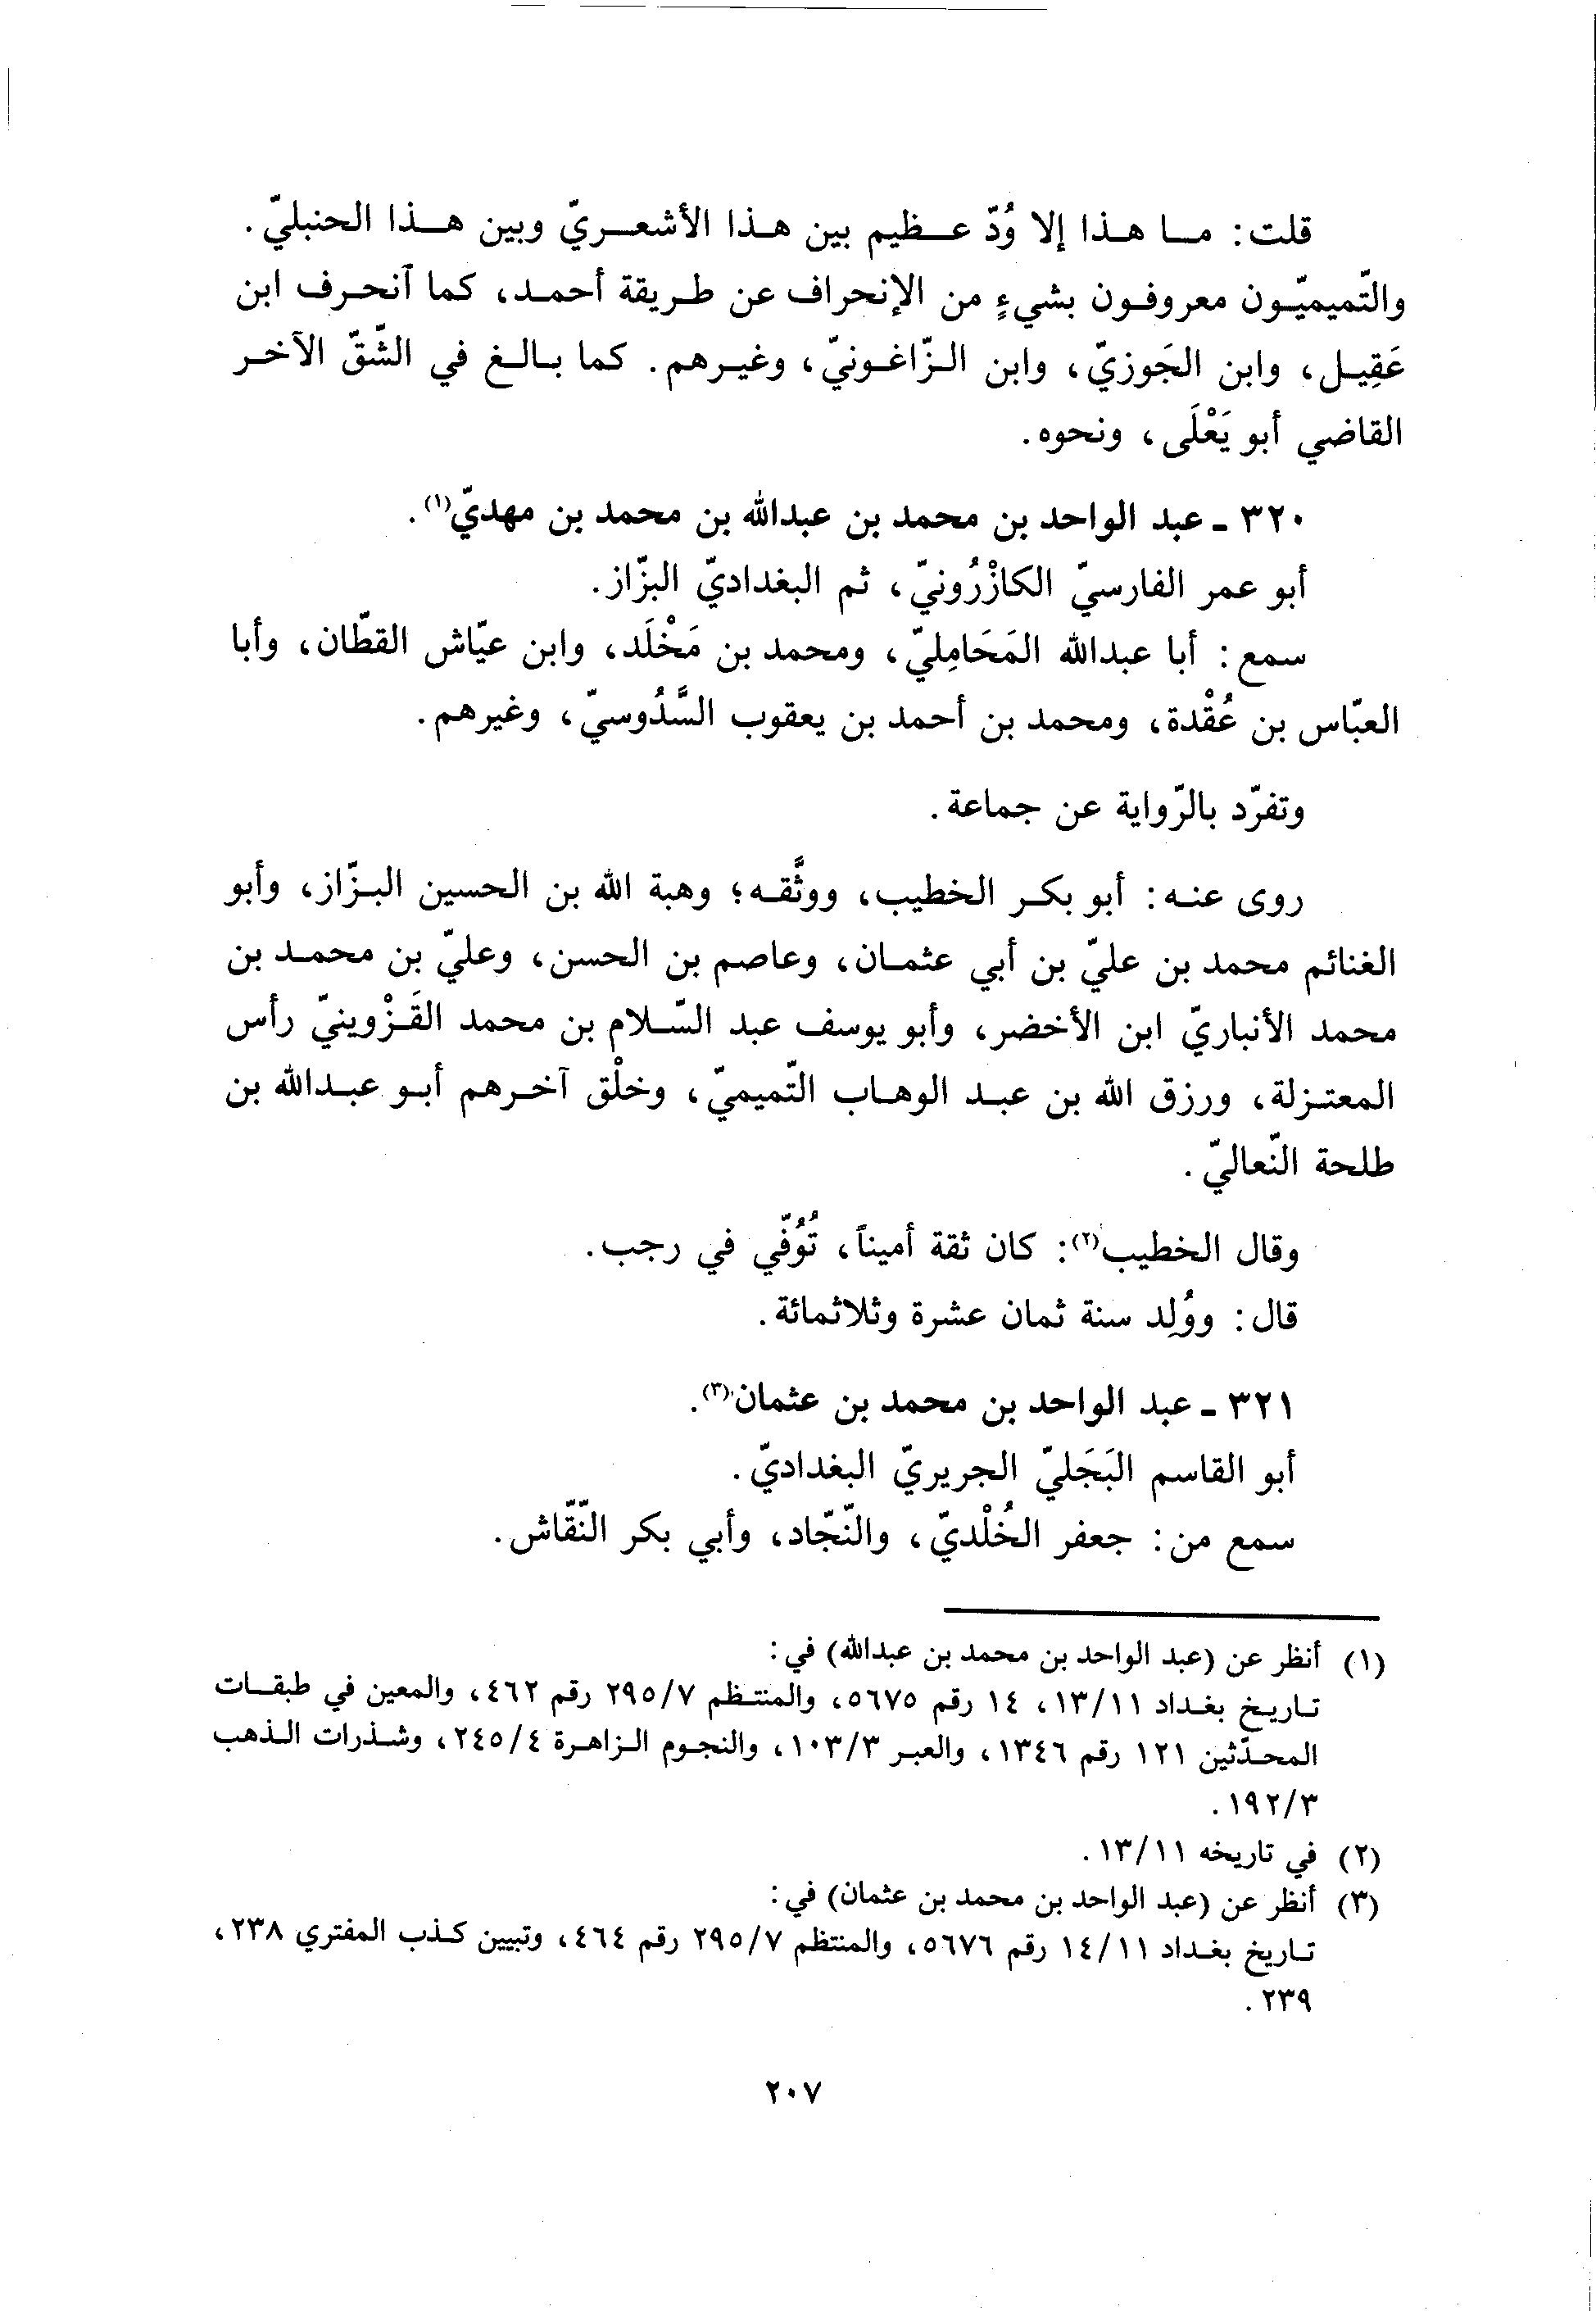 قلت: ما هذا إلا وُدّ عظيم بين هذا الأشعريّ وبين هذا الحنبليّ.
والتّميميّون معروفون بشيءٍ من الإنحراف عن طريقة أحمد، كما آنحرف ابن
عَقِيل، وابن الجَوزيّ، وابن الزّاغونيّ، وغيرهم. كما بالغ في الشّقّ الآخر
القاضي أبو يَعْلَى، ونحوه.
٣٢٠ ـ عبد الواحد بن محمد بن عبدالله بن محمد بن مهديّ(١).
أبو عمر الفارسيّ الكازْرُونيّ، ثم البغداديّ البزّاز.
سمع: أبا عبدالله المَحَامِليّ، ومحمد بن مَخْلَد، وابن عيّاش القطّان، وأبا
العبّاس بن عُقْدة، ومحمد بن أحمد بن يعقوب السَّدُوسيّ، وغيرهم.
وتفرّد بالرّواية عن جماعة.
روى عنه: أبو بكر الخطيب، ووثَّقه؛ وهبة الله بن الحسين البزّاز، وأبو
الغنائم محمد بن عليّ بن أبي عثمان، وعاصم بن الحسن، وعليّ بن محمد بن
محمد الأنباريّ ابن الأخضر، وأبو يوسف عبد السّلام بن محمد القَزْوينيّ رأس
المعتزلة، ورزق الله بن عبد الوهاب التّميميّ، وخلْق آخرهم أبو عبدالله بن
طلحة النّعاليّ.
وقال الخطيب(٢): كان ثقة أميناً، تُوُفّي في رجب.
قال: ووُلِد سنة ثمان عشرة وثلاثمائة.
٣٢١ ـ عبد الواحد بن محمد بن عثمان(٣).
أبو القاسم البَجَليّ الجريريّ البغداديّ.
سمع من: جعفر الخُلْديّ، والنّجّاد، وأبي بكر النّقّاش.
(١) أنظر عن (عبد الواحد بن محمد بن عبدالله) في:
تاريخ بغداد ١٣/١١، ١٤ رقم ٥٦٧٥، والمنتظم ٢٩٥/٧ رقم ٤٦٢، والمعين في طبقات
المحدّثين ١٢١ رقم ١٣٤٦، والعبر ١٠٣/٣، والنجوم الزاهرة ٢٤٥/٤، وشذرات الذهب
١٩٢/٣.
(٢) في تاريخه ١٣/١١.
(٣) أنظر عن (عبد الواحد بن محمد بن عثمان) في:
تاريخ بغداد ١٤/١١ رقم ٥٦٧٦، والمنتظم ٢٩٥/٧ رقم ٤٦٤، وتبيين كذب المفتري ٢٣٨،
٢٣٩.
٢٠٧